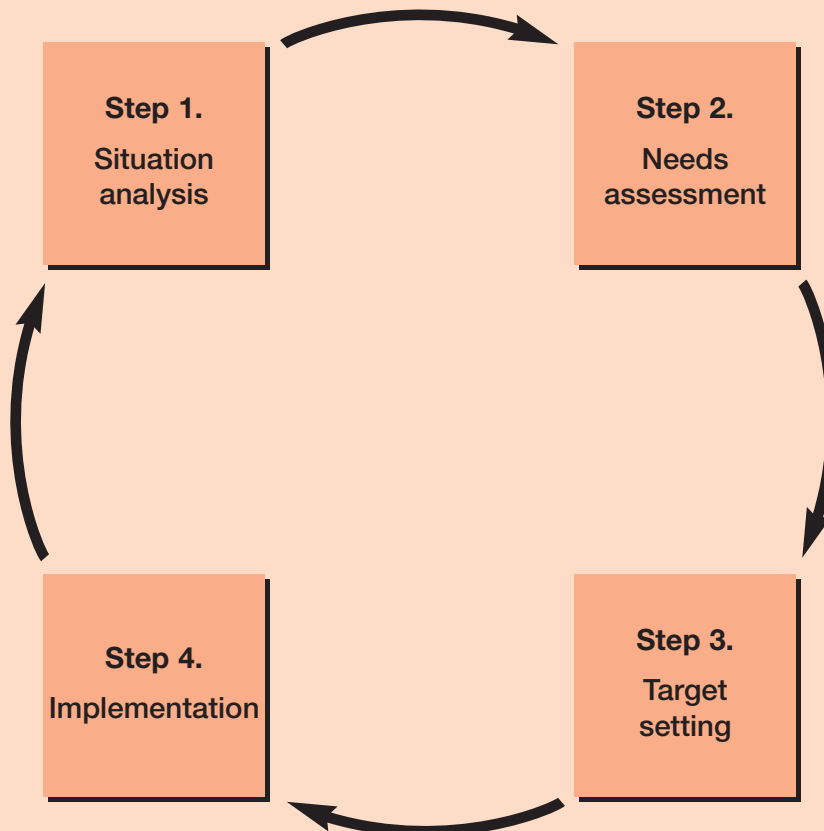 Step 1.
Situation
analysis
Step 2.
Needs
assessment
Step 3.
Target
setting
Step 4.
Implementation